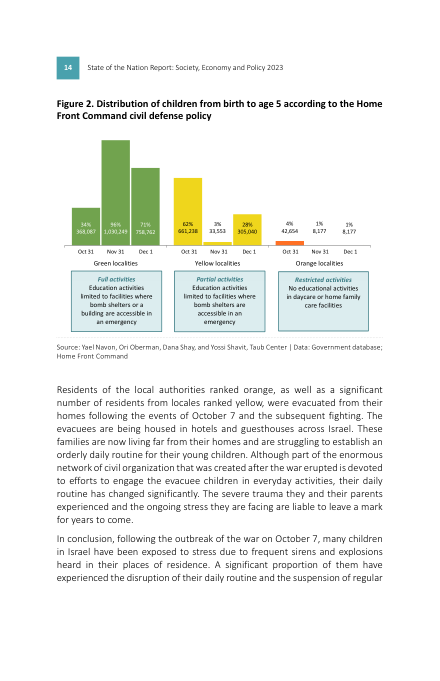 14
State of the Nation Report: Society, Economy and Policy 2023
Figure 2. Distribution of children from birth to age 5 according to the Home
Front Command civil defense policy
34%
368,087
96%
1,030,249
71%
758,762
62%
661,238
3%
33,553
28%
305,040
4%
42,654
1%
8,177
1%
8,177
Oct 31
Nov 31
Dec 1
Oct 31
Nov 31
Dec 1
Oct 31
Nov 31
Dec 1
Green localities
Yellow localities
Orange localities
Full activities
Education activities
limited to facilities where
bomb shelters or a
building are accessible in
an emergency
Partial activities
Education activities
limited to facilities where
bomb shelters are
accessible in an
emergency
Restricted activities
No educational activities
in daycare or home family
care facilities
Source: Yael Navon, Ori Oberman, Dana Shay, and Yossi Shavit, Taub Center | Data: Government database;
Home Front Command
Residents of the local authorities ranked orange, as well as a significant
number of residents from locales ranked yellow, were evacuated from their
homes following the events of October 7 and the subsequent fighting. The
evacuees are being housed in hotels and guesthouses across Israel. These
families are now living far from their homes and are struggling to establish an
orderly daily routine for their young children. Although part of the enormous
network of civil organization that was created after the war erupted is devoted
to efforts to engage the evacuee children in everyday activities, their daily
routine has changed significantly. The severe trauma they and their parents
experienced and the ongoing stress they are facing are liable to leave a mark
for years to come.
In conclusion, following the outbreak of the war on October 7, many children
in Israel have been exposed to stress due to frequent sirens and explosions
heard in their places of residence. A significant proportion of them have
experienced the disruption of their daily routine and the suspension of regular